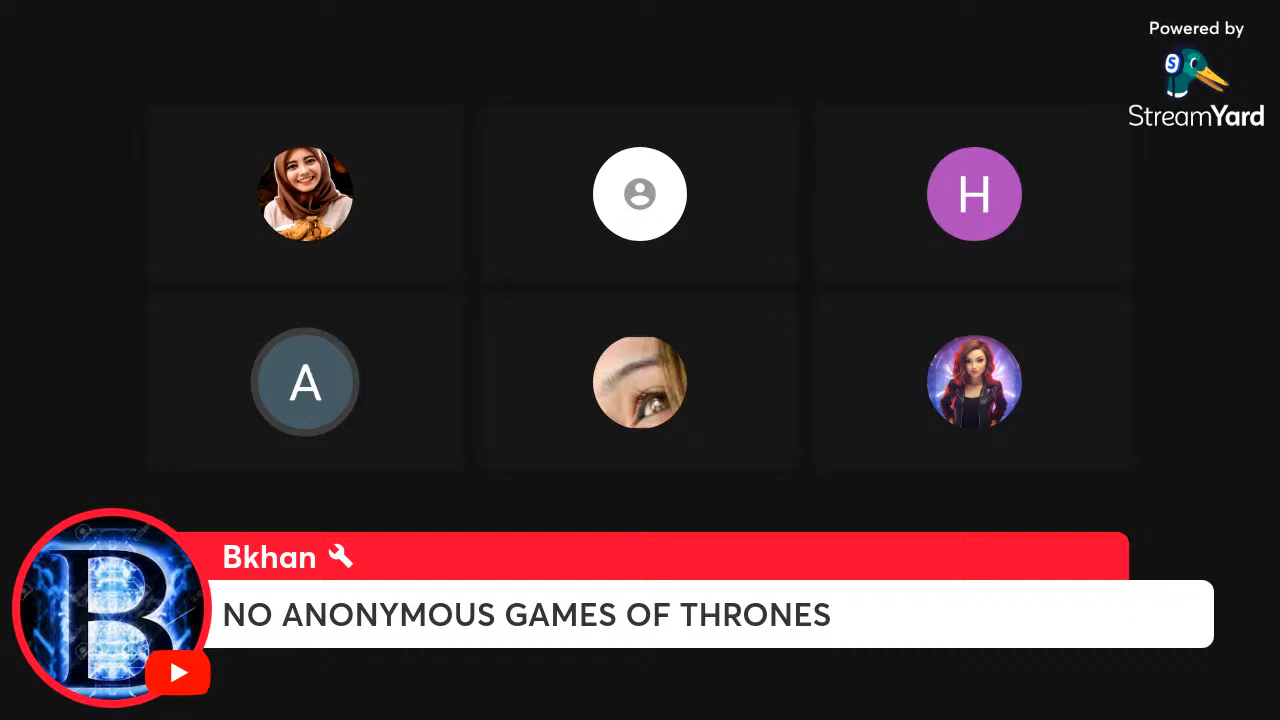 Powered by
S
StreamYard
H
A
B
Bkhan
NO ANONYMOUS GAMES OF THRONES